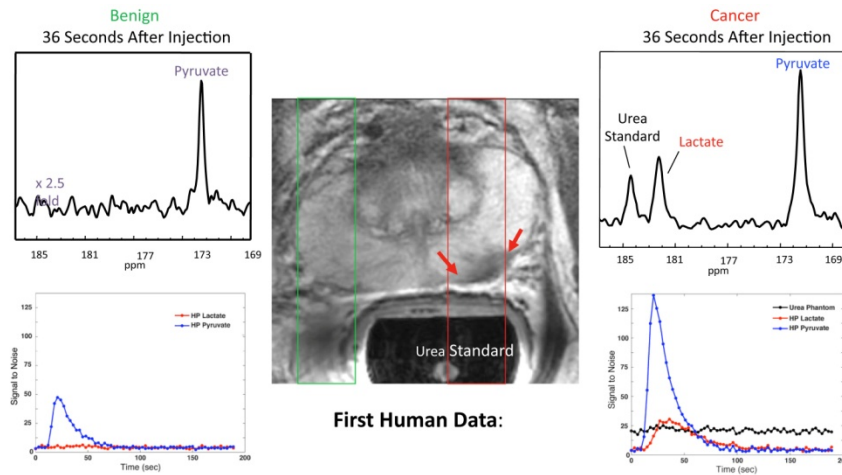 Benign
36 Seconds After Injection
Pyruvate
x 2.5
fold
185 181 177 173 169
ppm
125
100
75
50
25
0
Signal to Noise
HP Lactate
HP Pyruvate
0 50 100 150 200
Time (sec)
Urea Standard
First Human Data:
Cancer
36 Seconds After Injection
Pyruvate
Urea
Standard
Lactate
185 181 177 173 169
ppm
125
100
75
50
25
0
Signal to Noise
Urea Phantom
HP Lactate
HP Pyruvate
0 50 100 150
Time (sec)